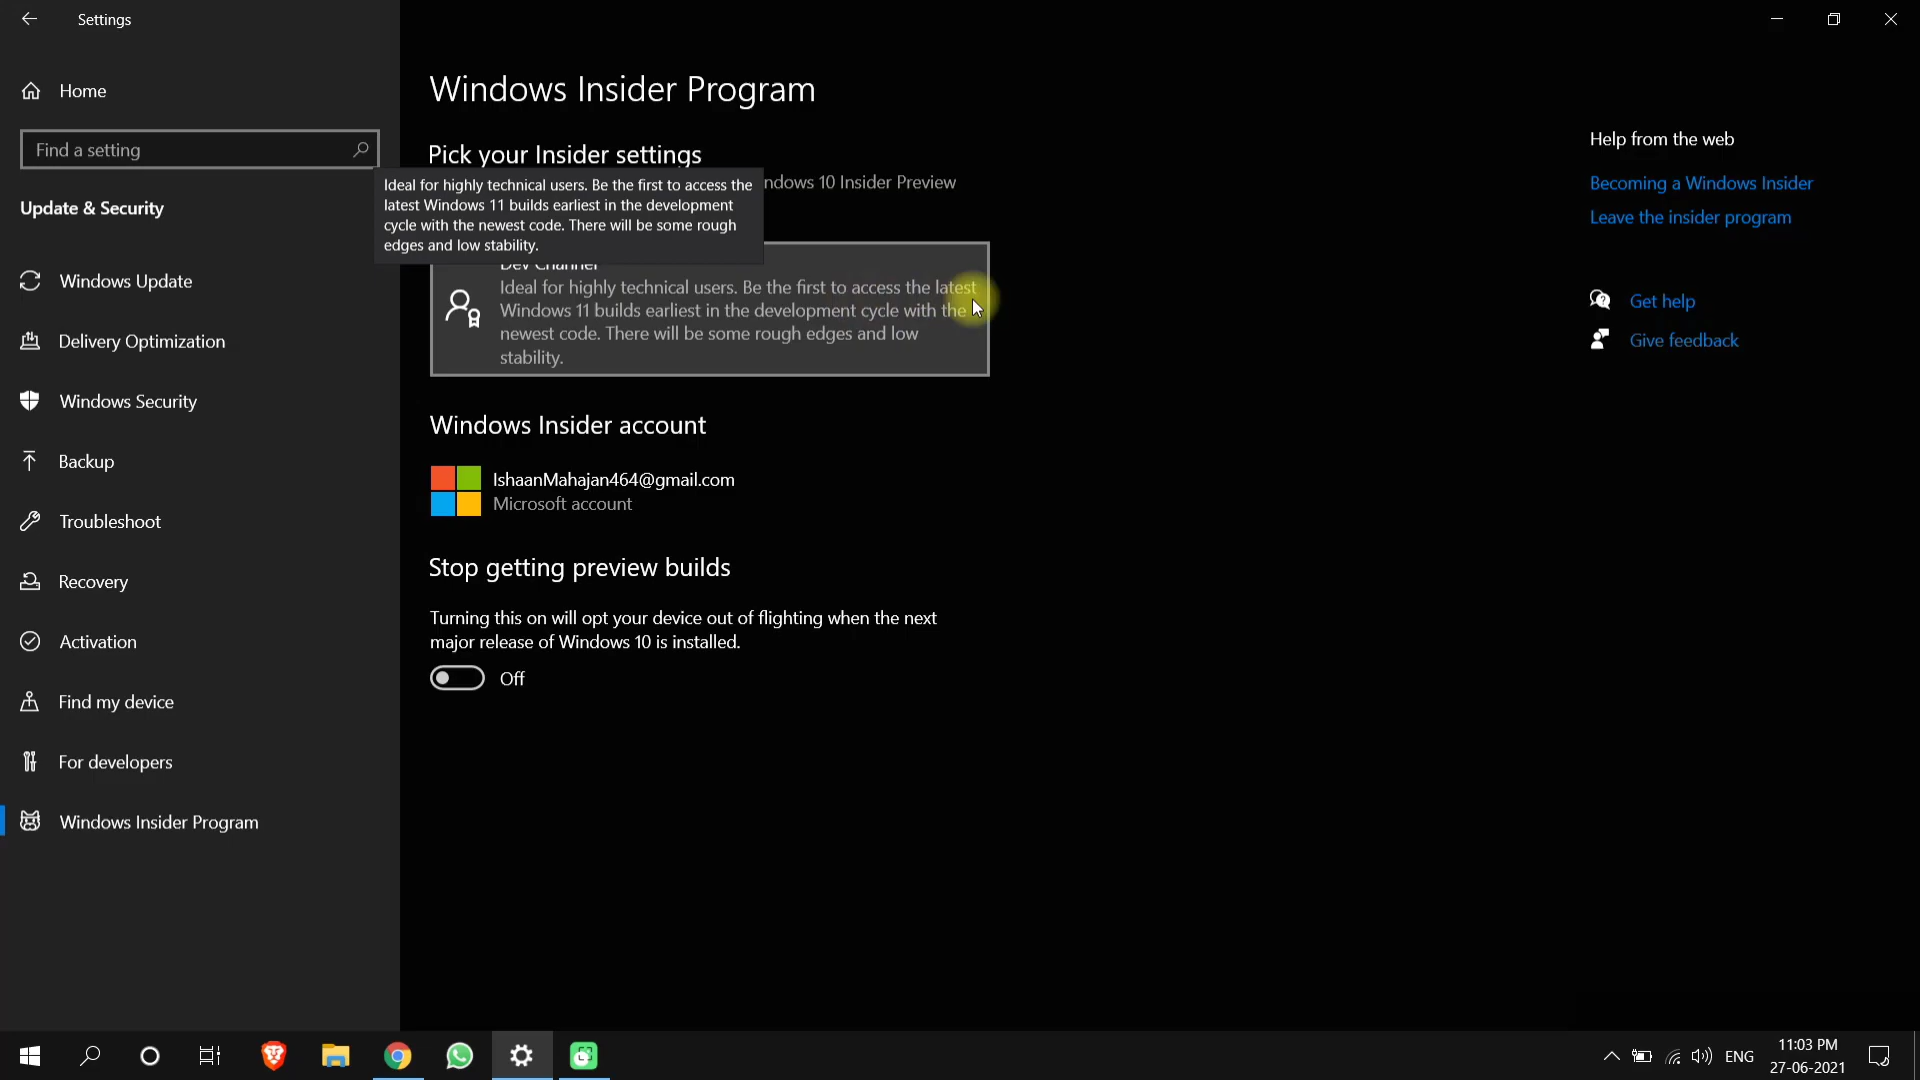 Settings
Home
Find a setting
Update & Security
Windows Update
Delivery Optimization
Windows Security
Backup
Troubleshoot
Recovery
Activation
Find my device
For developers
Windows Insider Program
Windows Insider Program
Pick your Insider settings
ndows 10 Insider Preview
Ideal for highly technical users. Be the first to access the
latest Windows 11 builds earliest in the development
cycle with the newest code. There will be some rough
edges and low stability.
Dev Channel
Ideal for highly technical users. Be the first to access the latest
Windows 11 builds earliest in the development cycle with the
newest code. There will be some rough edges and low
stability.
Windows Insider account
IshaanMahajan464@gmail.com
Microsoft account
Stop getting preview builds
Turning this on will opt your device out of flighting when the next
major release of Windows 10 is installed.
Off
Help from the web
Becoming a Windows Insider
Leave the insider program
Get help
Give feedback
ENG
11:03 PM
27-06-2021